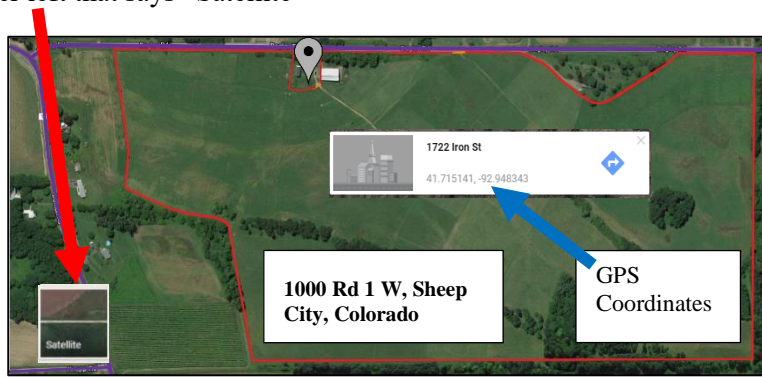 that says "Satellite"
1722 Iron St
41.715141, -92.948343
1000 Rd 1 W, Sheep
City, Colorado
GPS
Coordinates
Satellite